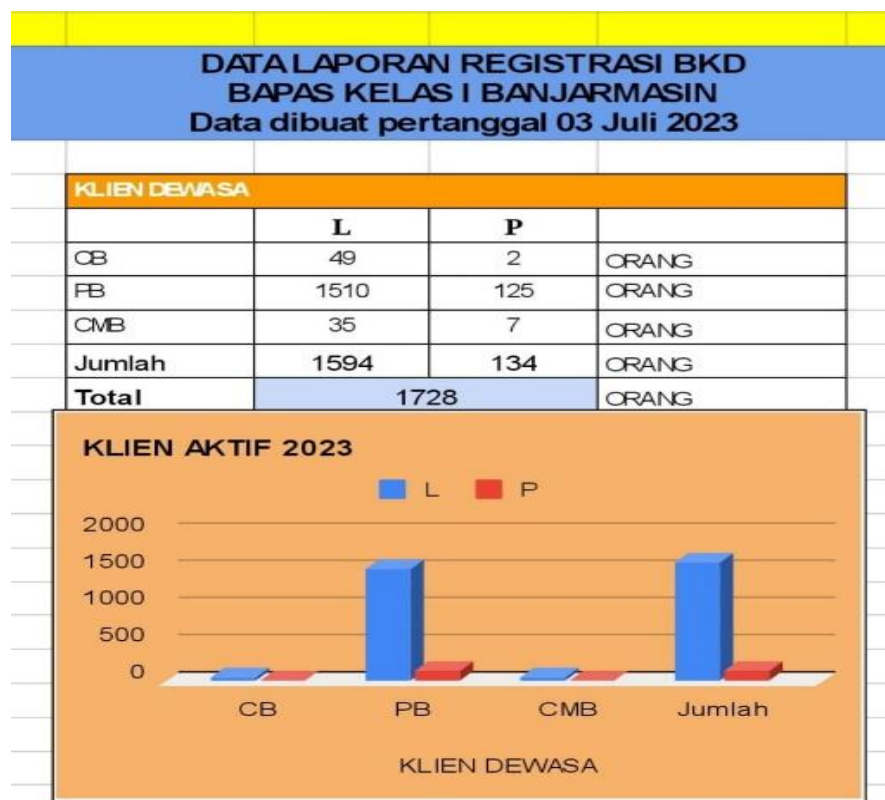 DATA LAPORAN REGISTRASI BKD
BAPAS KELAS I BANJARMASIN
Data dibuat pertanggal 03 Juli 2023
KLIEN DEWASA
L P
CB 49 2 ORANG
PB 1510 125 ORANG
CMB 35 7 ORANG
Jumlah 1594 134 ORANG
Total 1728 ORANG
KLIEN AKTIF 2023
L P
2000
1500
1000
500
0
CB PB CMB Jumlah
KLIEN DEWASA